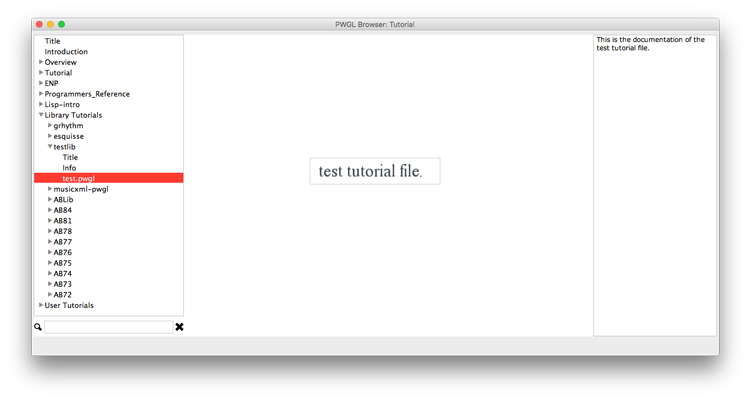 PWGL Browser: Tutorial
Title
Introduction
Overview
Tutorial
ENP
Programmers_Reference
Lisp-intro
Library Tutorials
grhythm
esquisse
testlib
Title
Info
test.pwgl
musicxml-pwgl
ABLib
AB84
AB81
AB78
AB77
AB76
AB75
AB74
AB73
AB72
User Tutorials
test tutorial file.
This is the documentation of the
test tutorial file.